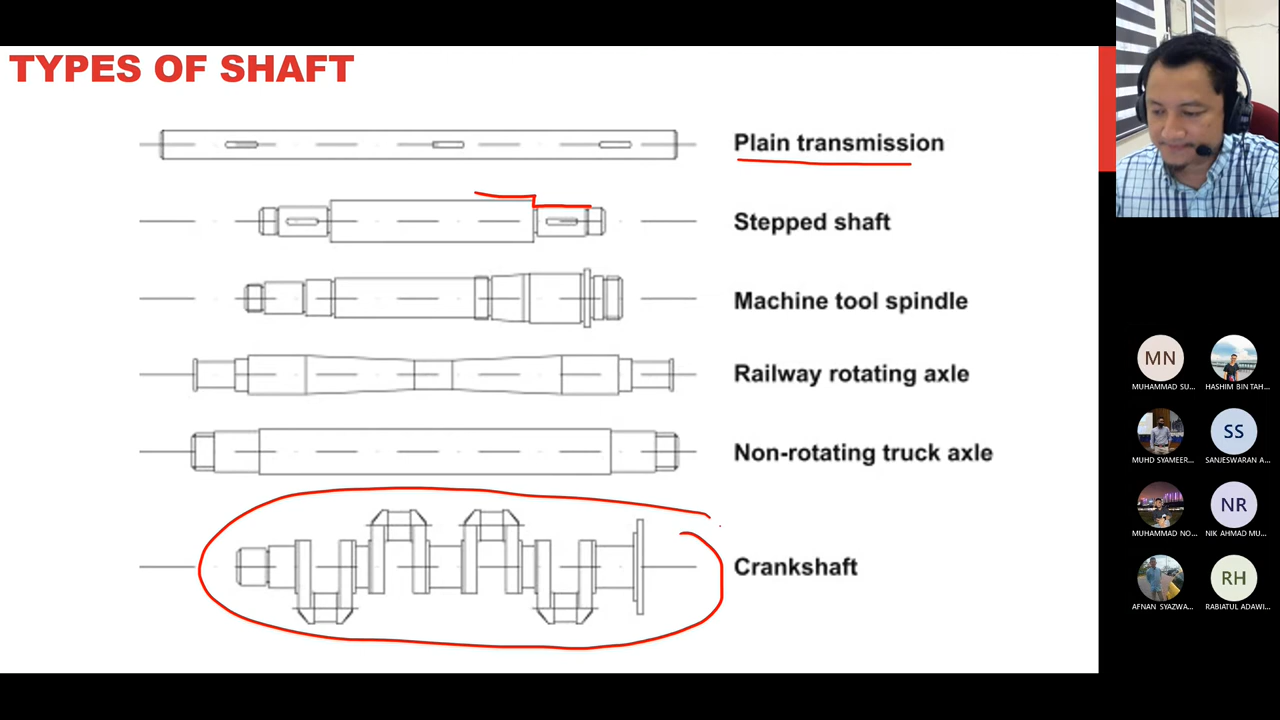 TYPES OF SHAFT
Plain transmission
Stepped shaft
Machine tool spindle
Railway rotating axle
Non-rotating truck axle
Crankshaft
MN
MUHAMMAD SU...
HASHIM BIN TAH...
SS
MUHD SYAMEER...
SANJESWARAN A...
NR
MUHAMMAD NO...
NIK AHMAD MU...
RH
AFNAN SYAZWA...
RABIATUL ADAWI...